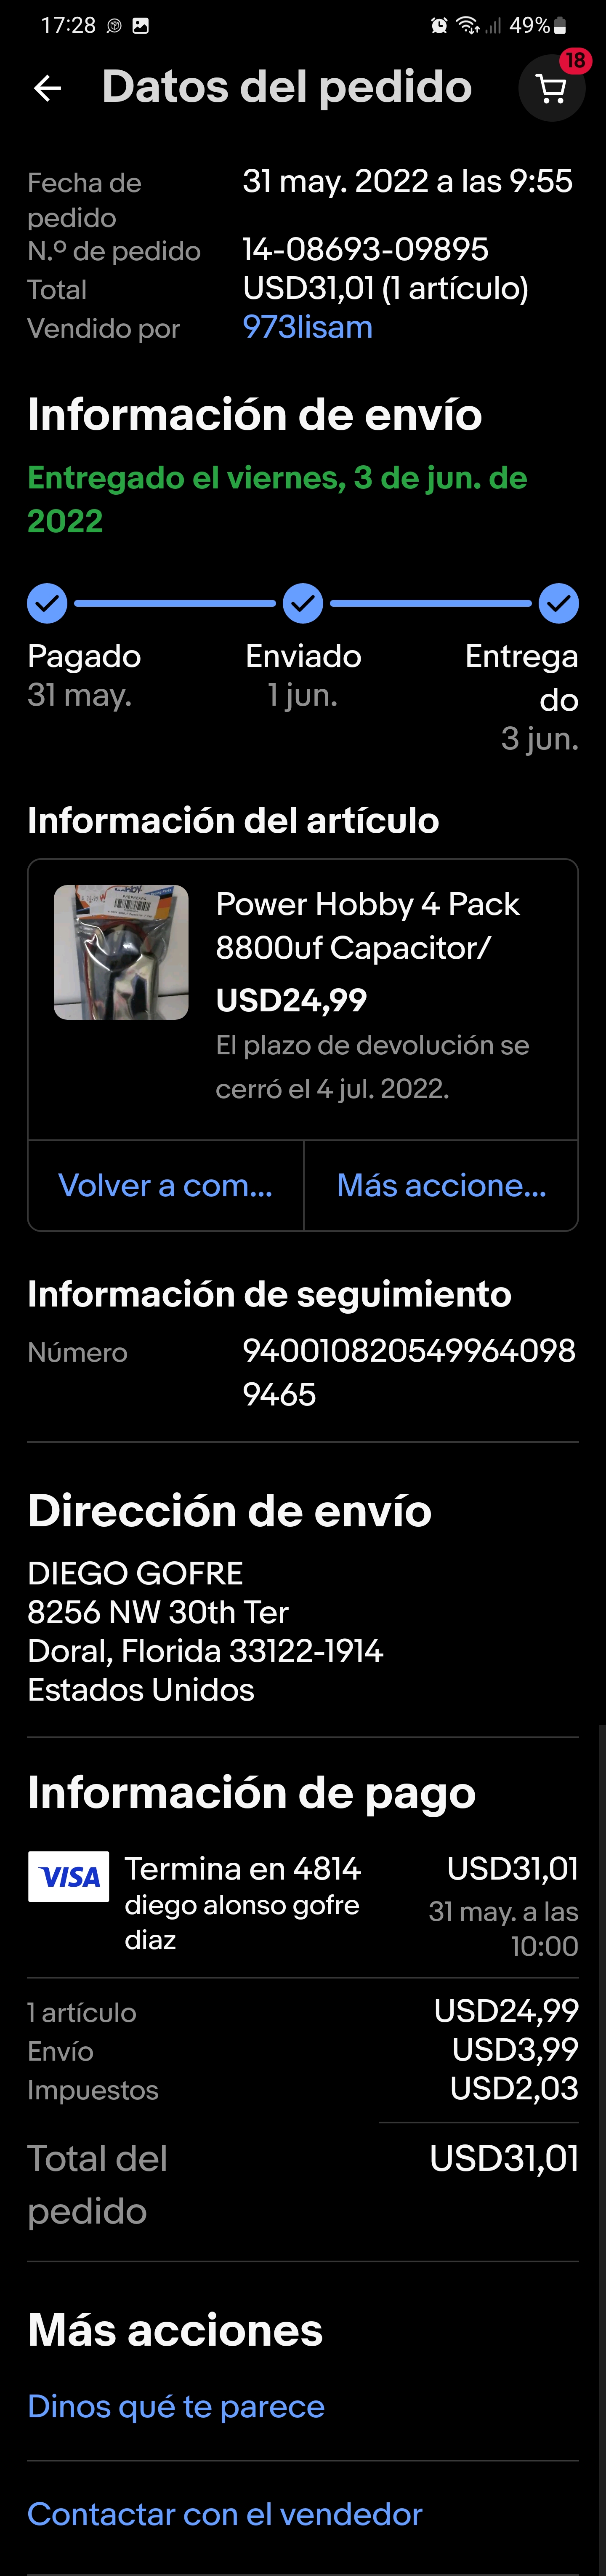 17:28
49%
Datos del pedido
18
Fecha de
pedido
31 may. 2022 a las 9:55
N.º de pedido
14-08693-09895
Total
USD31,01 (1 artículo)
Vendido por
973lisam
Información de envío
Entregado el viernes, 3 de jun. de
2022
Pagado
31 may.
Enviado
1 jun.
Entrega
do
3 jun.
Información del artículo
Power Hobby 4 Pack
8800uf Capacitor/
USD24,99
El plazo de devolución se
cerró el 4 jul. 2022.
Volver a com...
Más accione...
Información de seguimiento
Número
940010820549964098
9465
Dirección de envío
DIEGO GOFRE
8256 NW 30th Ter
Doral, Florida 33122-1914
Estados Unidos
Información de pago
VISA
Termina en 4814
diego alonso gofre
diaz
USD31,01
31 may. a las
10:00
1 artículo
USD24,99
Envío
USD3,99
Impuestos
USD2,03
Total del
pedido
USD31,01
Más acciones
Dinos qué te parece
Contactar con el vendedor